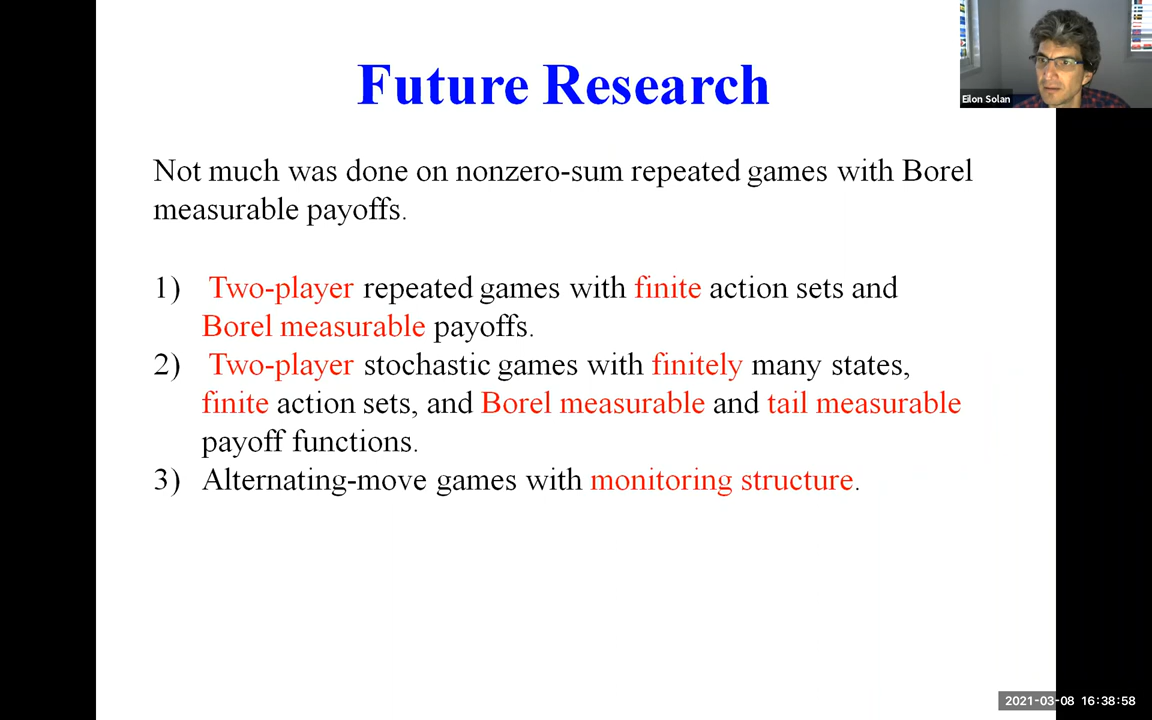 Future Research
Eilon Solan
Not much was done on nonzero-sum repeated games with Borel
measurable payoffs.
1) Two-player repeated games with finite action sets and
Borel measurable payoffs.
2) Two-player stochastic games with finitely many states,
finite action sets, and Borel measurable and tail measurable
payoff functions.
3) Alternating-move games with monitoring structure.
2021-03-08 16:38:58